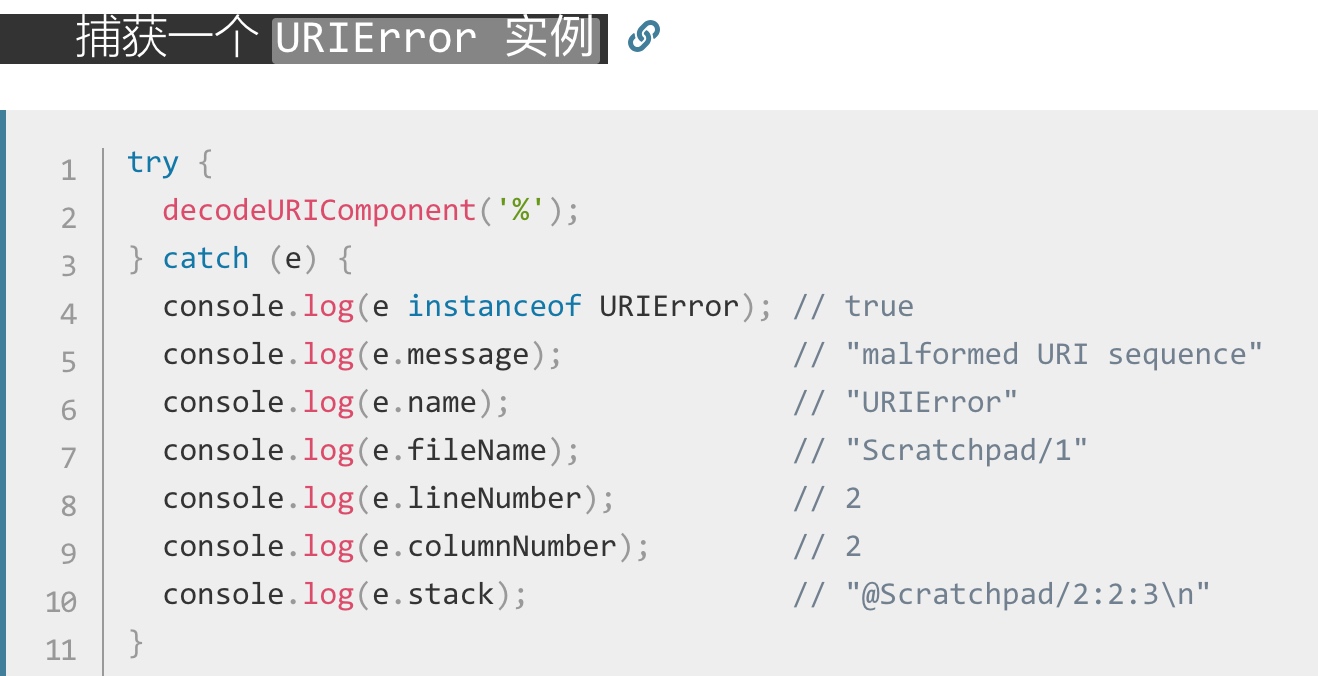 捕获一个 URIError 实例
1 try {
2   decodeURIComponent('%');
3 } catch (e) {
4   console.log(e instanceof URIError); // true
5   console.log(e.message);             // "malformed URI sequence"
6   console.log(e.name);                // "URIError"
7   console.log(e.fileName);            // "Scratchpad/1"
8   console.log(e.lineNumber);          // 2
9   console.log(e.columnNumber);        // 2
10   console.log(e.stack);               // "@Scratchpad/2:2:3\n"
11 }